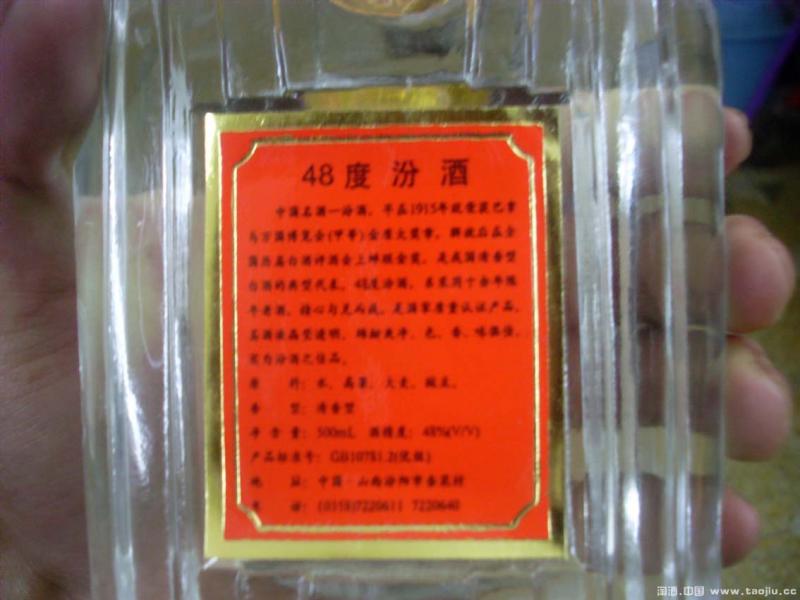 48度汾酒
中国名酒一汾酒，早在1915年就荣获巴拿
马万国博览会(甲等)金质大奖章，解放后在全
国历届白酒评酒会上蝉联金奖，是我国清香型
白酒的典型代表。48度汾酒，系采用十余年陈
年老酒，精心勾兑而成，是国家质量认证产品。
其酒液晶莹透明，绵甜爽净，色、香、味俱佳，
实为汾酒之佳品。
原 料：水、高粱、大麦、豌豆。
香 型：清香型
净含量：500mL 酒精度：48%(V/V)
产品标准号：GB10781.2(优级)
地 址：中国·山西汾阳市杏花村
电 话：(0358)7220611 7220640
淘酒.中国 www.taojiu.cc